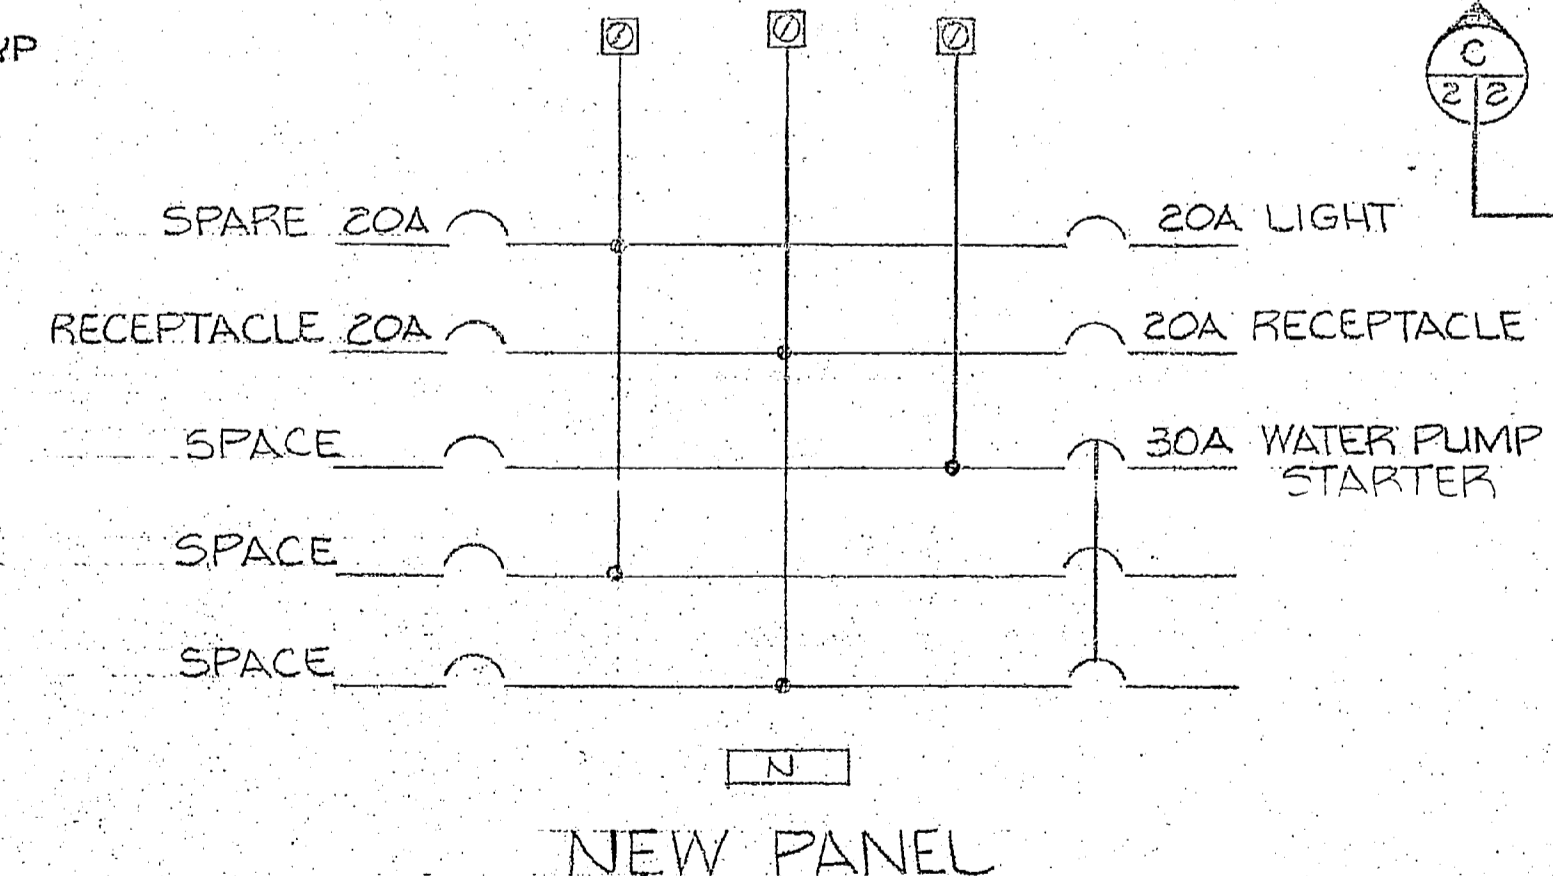 YP
C
2 2
SPARE 20A 20A LIGHT
RECEPTACLE 20A 20A RECEPTACLE
SPACE 30A WATER PUMP
STARTER
SPACE
SPACE
N
NEW PANEL